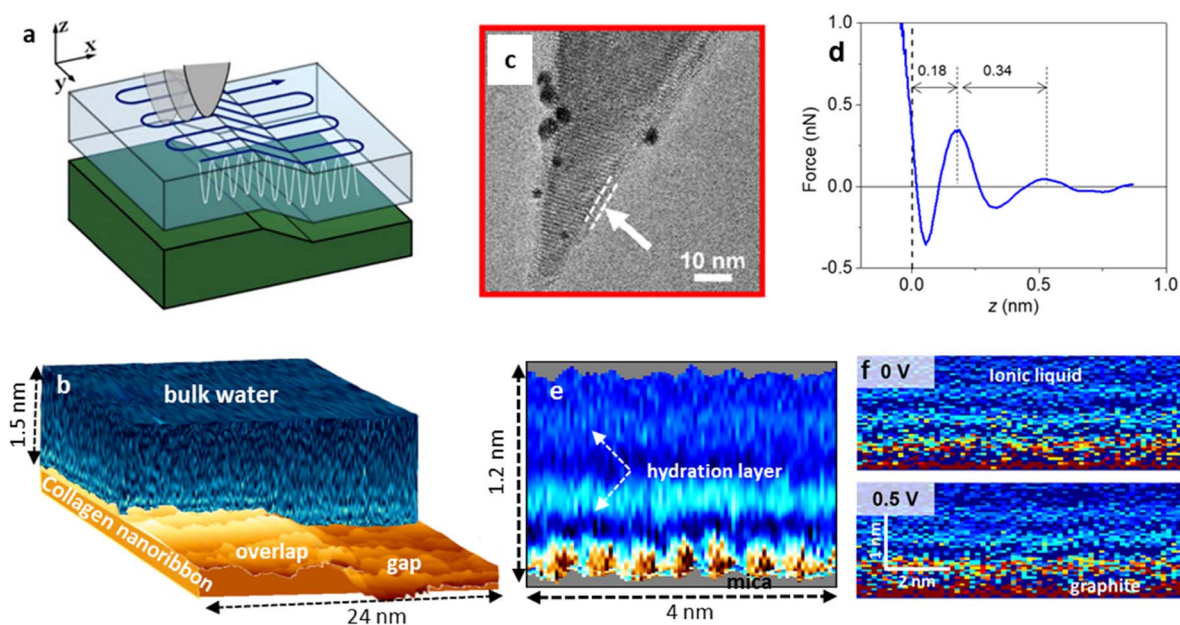 a
z
x
y
c
10 nm
d
1.0
0.5
0.0
-0.5
Force (nN)
0.18
0.34
0.0
0.5
1.0
z (nm)
b
bulk water
1.5 nm
Collagen nanoribbon
overlap
gap
24 nm
e
1.2 nm
hydration layer
mica
4 nm
f
0 V
Ionic liquid
0.5 V
1 nm
2 nm
graphite